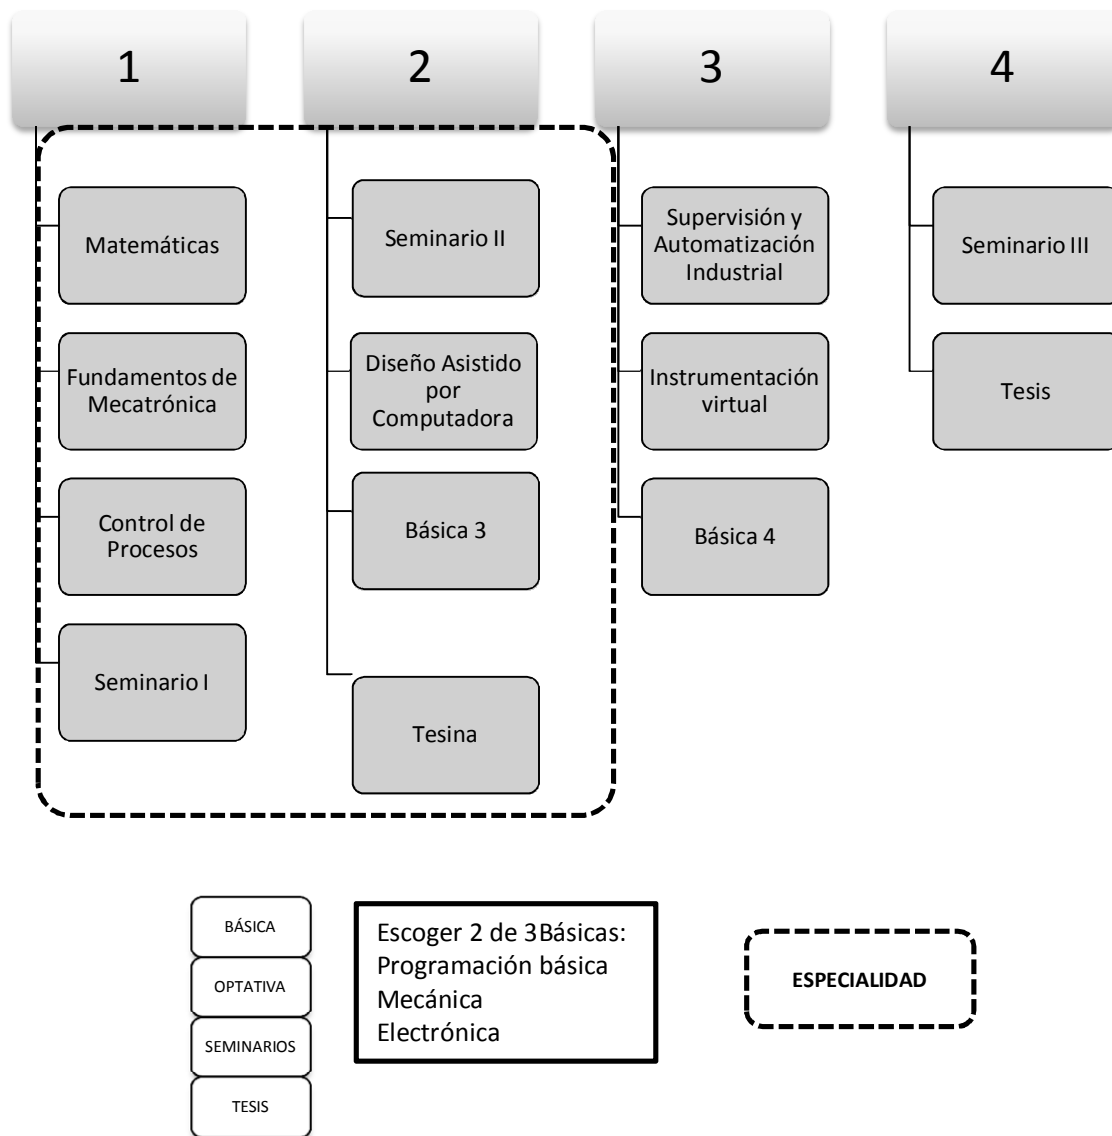 1
2
3
4
Matemáticas
Fundamentos de
Mecatrónica
Control de
Procesos
Seminario I
Seminario II
Diseño Asistido
por
Computadora
Básica 3
Tesina
Supervisión y
Automatización
Industrial
Instrumentación
virtual
Básica 4
Seminario III
Tesis
BÁSICA
OPTATIVA
SEMINARIOS
TESIS
Escoger 2 de 3Básicas:
Programación básica
Mecánica
Electrónica
ESPECIALIDAD